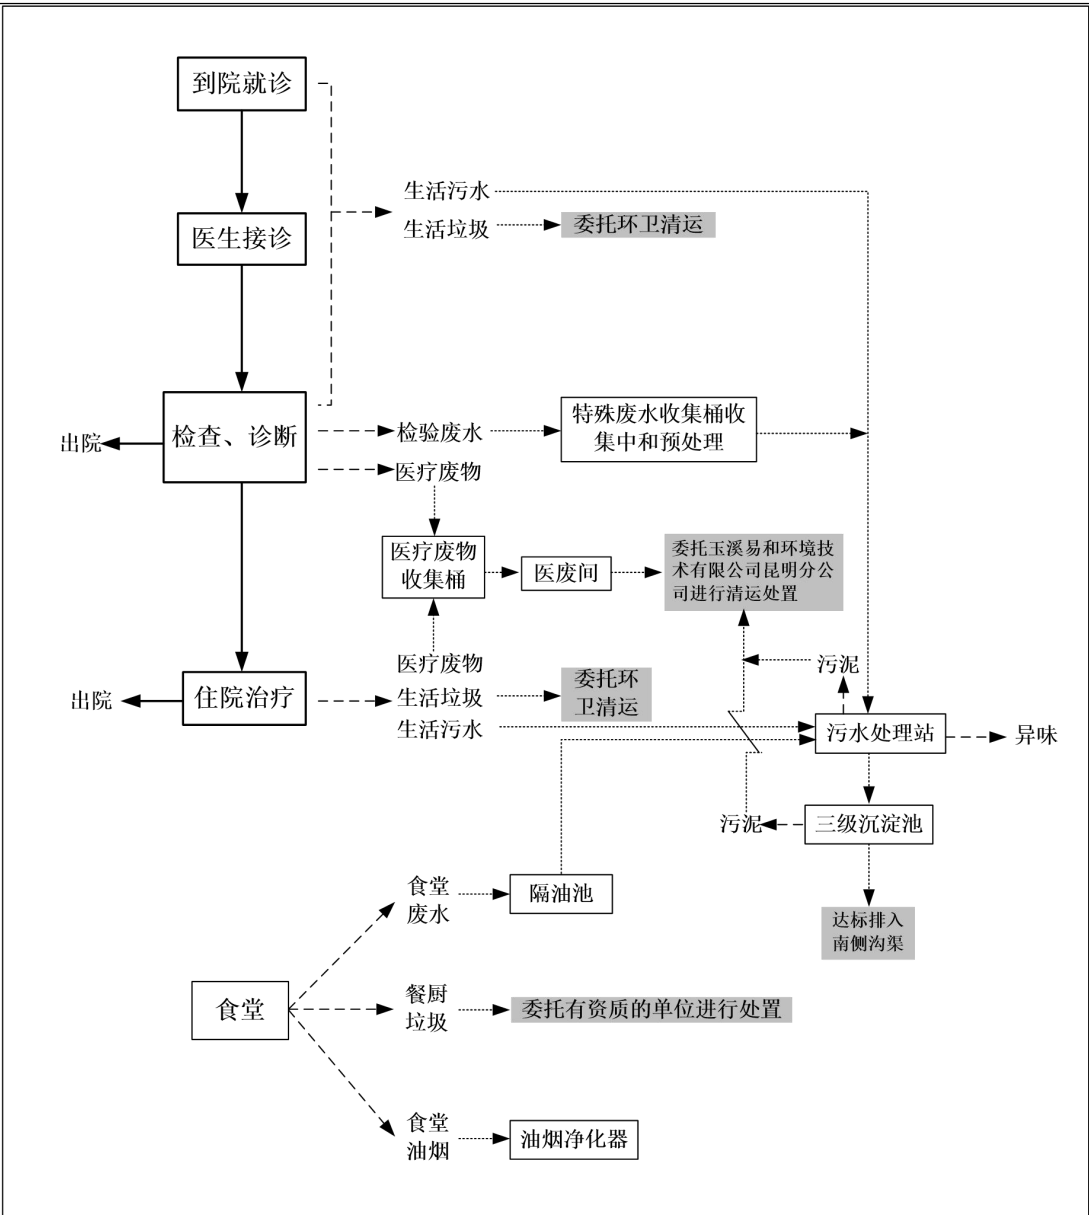 到院就诊
生活污水
医生接诊
生活垃圾
委托环卫清运
出院
检查、诊断
检验废水
特殊废水收集桶收
集中和预处理
医疗废物
医疗废物
收集桶
医废间
委托玉溪易和环境技
术有限公司昆明分公
司进行清运处置
医疗废物
污泥
出院
住院治疗
生活垃圾
委托环
卫清运
生活污水
污水处理站
异味
污泥
三级沉淀池
食堂
废水
隔油池
达标排入
南侧沟渠
食堂
餐厨
垃圾
委托有资质的单位进行处置
食堂
油烟
油烟净化器